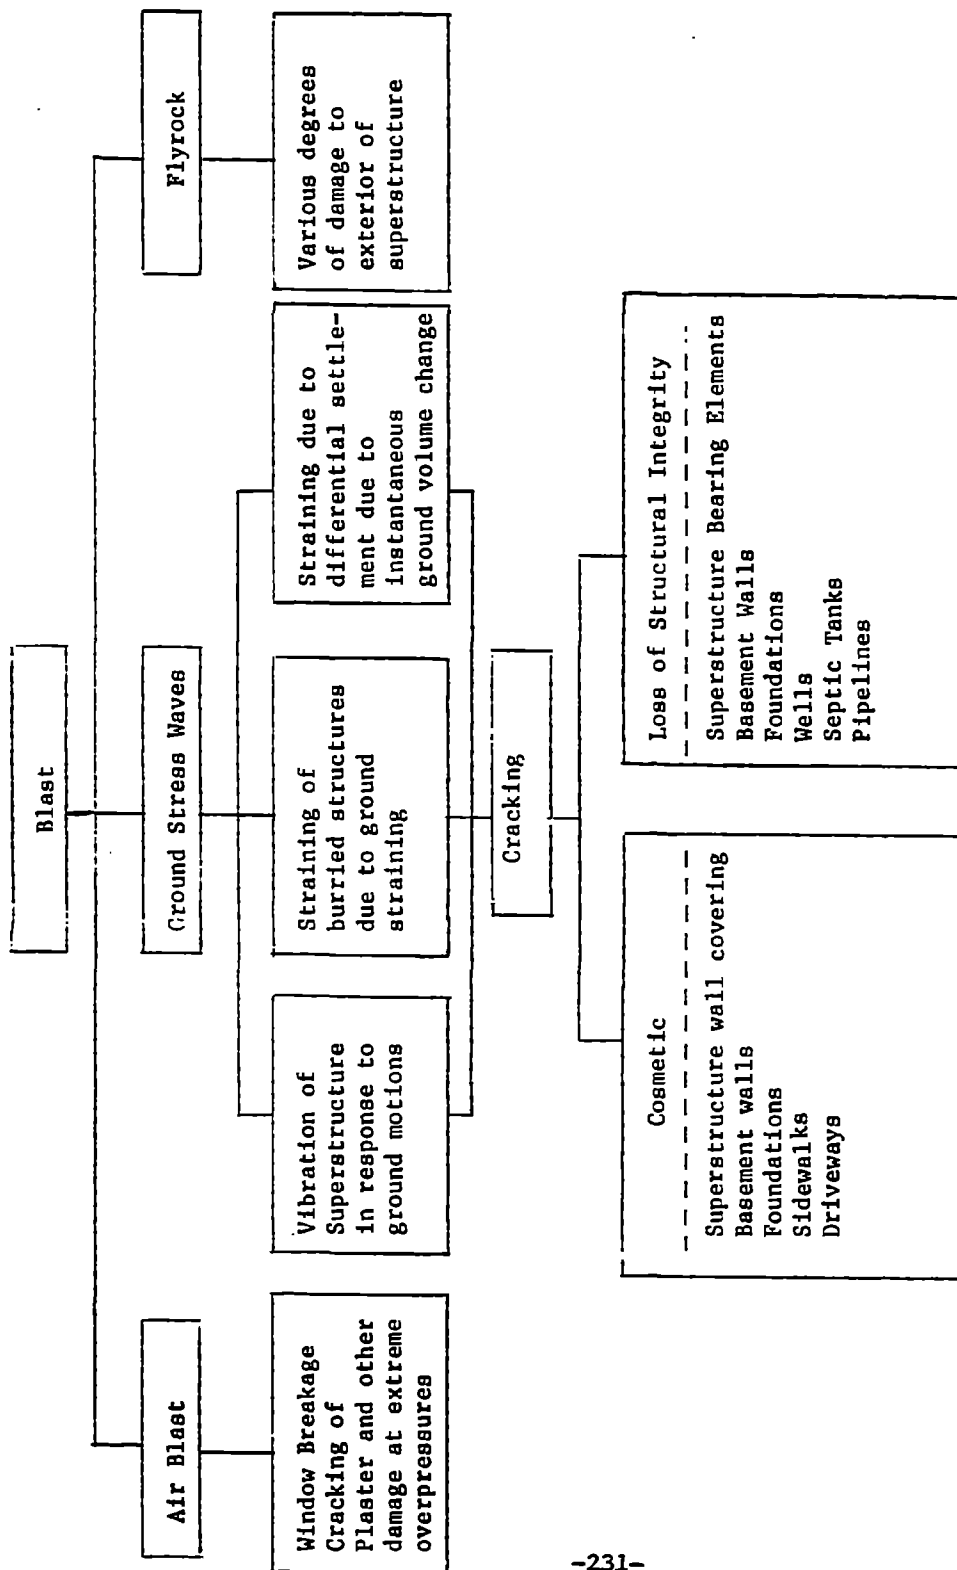 Blast
Air Blast
Ground Stress Waves
Flyrock
Window Breakage
Cracking of
Plaster and other
damage at extreme
overpressures
Vibration of
Superstructure
in response to
ground motions
Straining of
burried structures
due to ground
straining
Straining due to
differential settle-
ment due to
instantaneous
ground volume change
Various degrees
of damage to
exterior of
superstructure
Cracking
Cosmetic
Superstructure wall covering
Basement walls
Foundations
Sidewalks
Driveways
Loss of Structural Integrity
Superstructure Bearing Elements
Basement Walls
Foundations
Wells
Septic Tanks
Pipelines
-231-